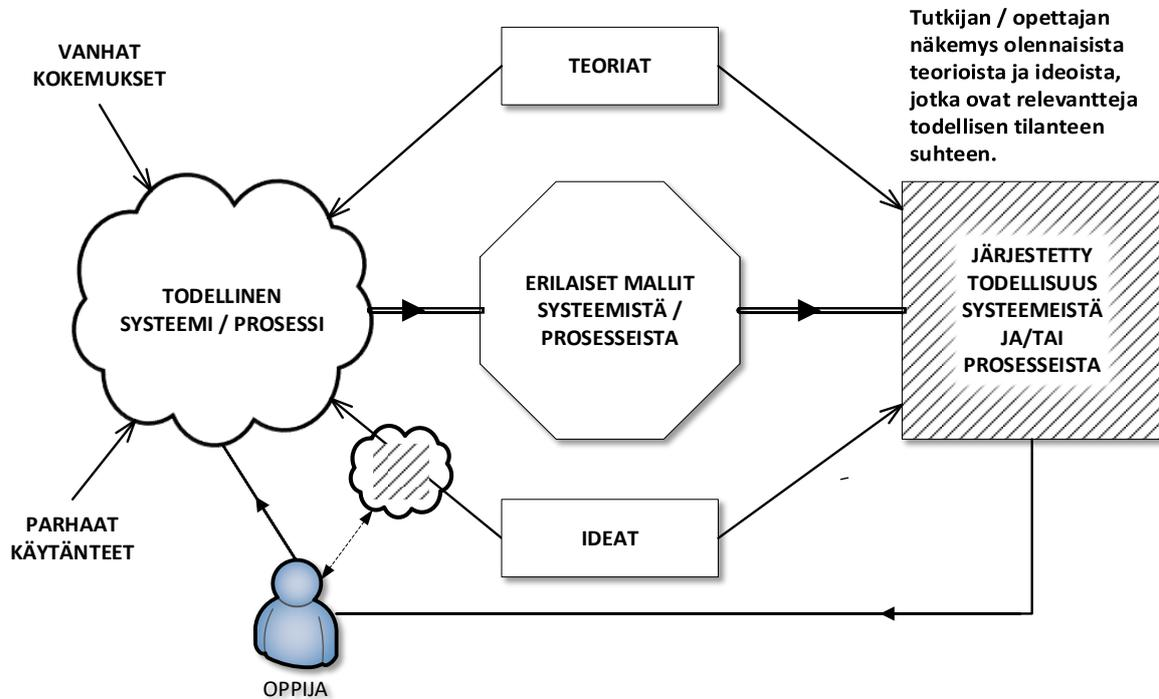 VANHAT
KOKEMUKSET
TEORIAT
Tutkijan / opettajan
näkemys olennaisista
teorioista ja ideoista,
jotka ovat relevantteja
todellisen tilanteen
suhteen.
TODELLINEN
SYSTEEMI / PROSESSI
ERILAISET MALLIT
SYSTEEMISTÄ /
PROSESSEISTA
JÄRJESTETTY
TODELLISUUS
SYSTEEMEISTÄ
JA/TAI
PROSESSEISTA
PARHAAT
KÄYTÄNTEET
IDEAT
OPPIJA